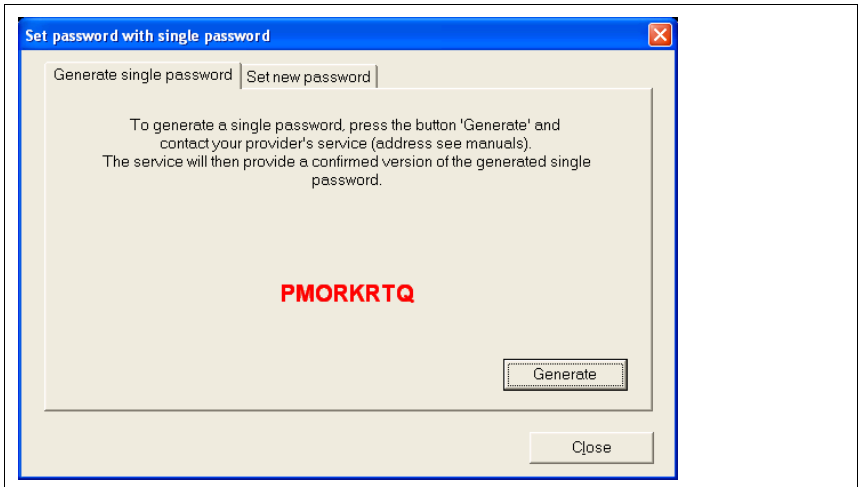 Set password with single password
Generate single password
Set new password
To generate a single password, press the button 'Generate' and
contact your provider's service (address see manuals).
The service will then provide a confirmed version of the generated single
password.
PMORKRTQ
Generate
Close